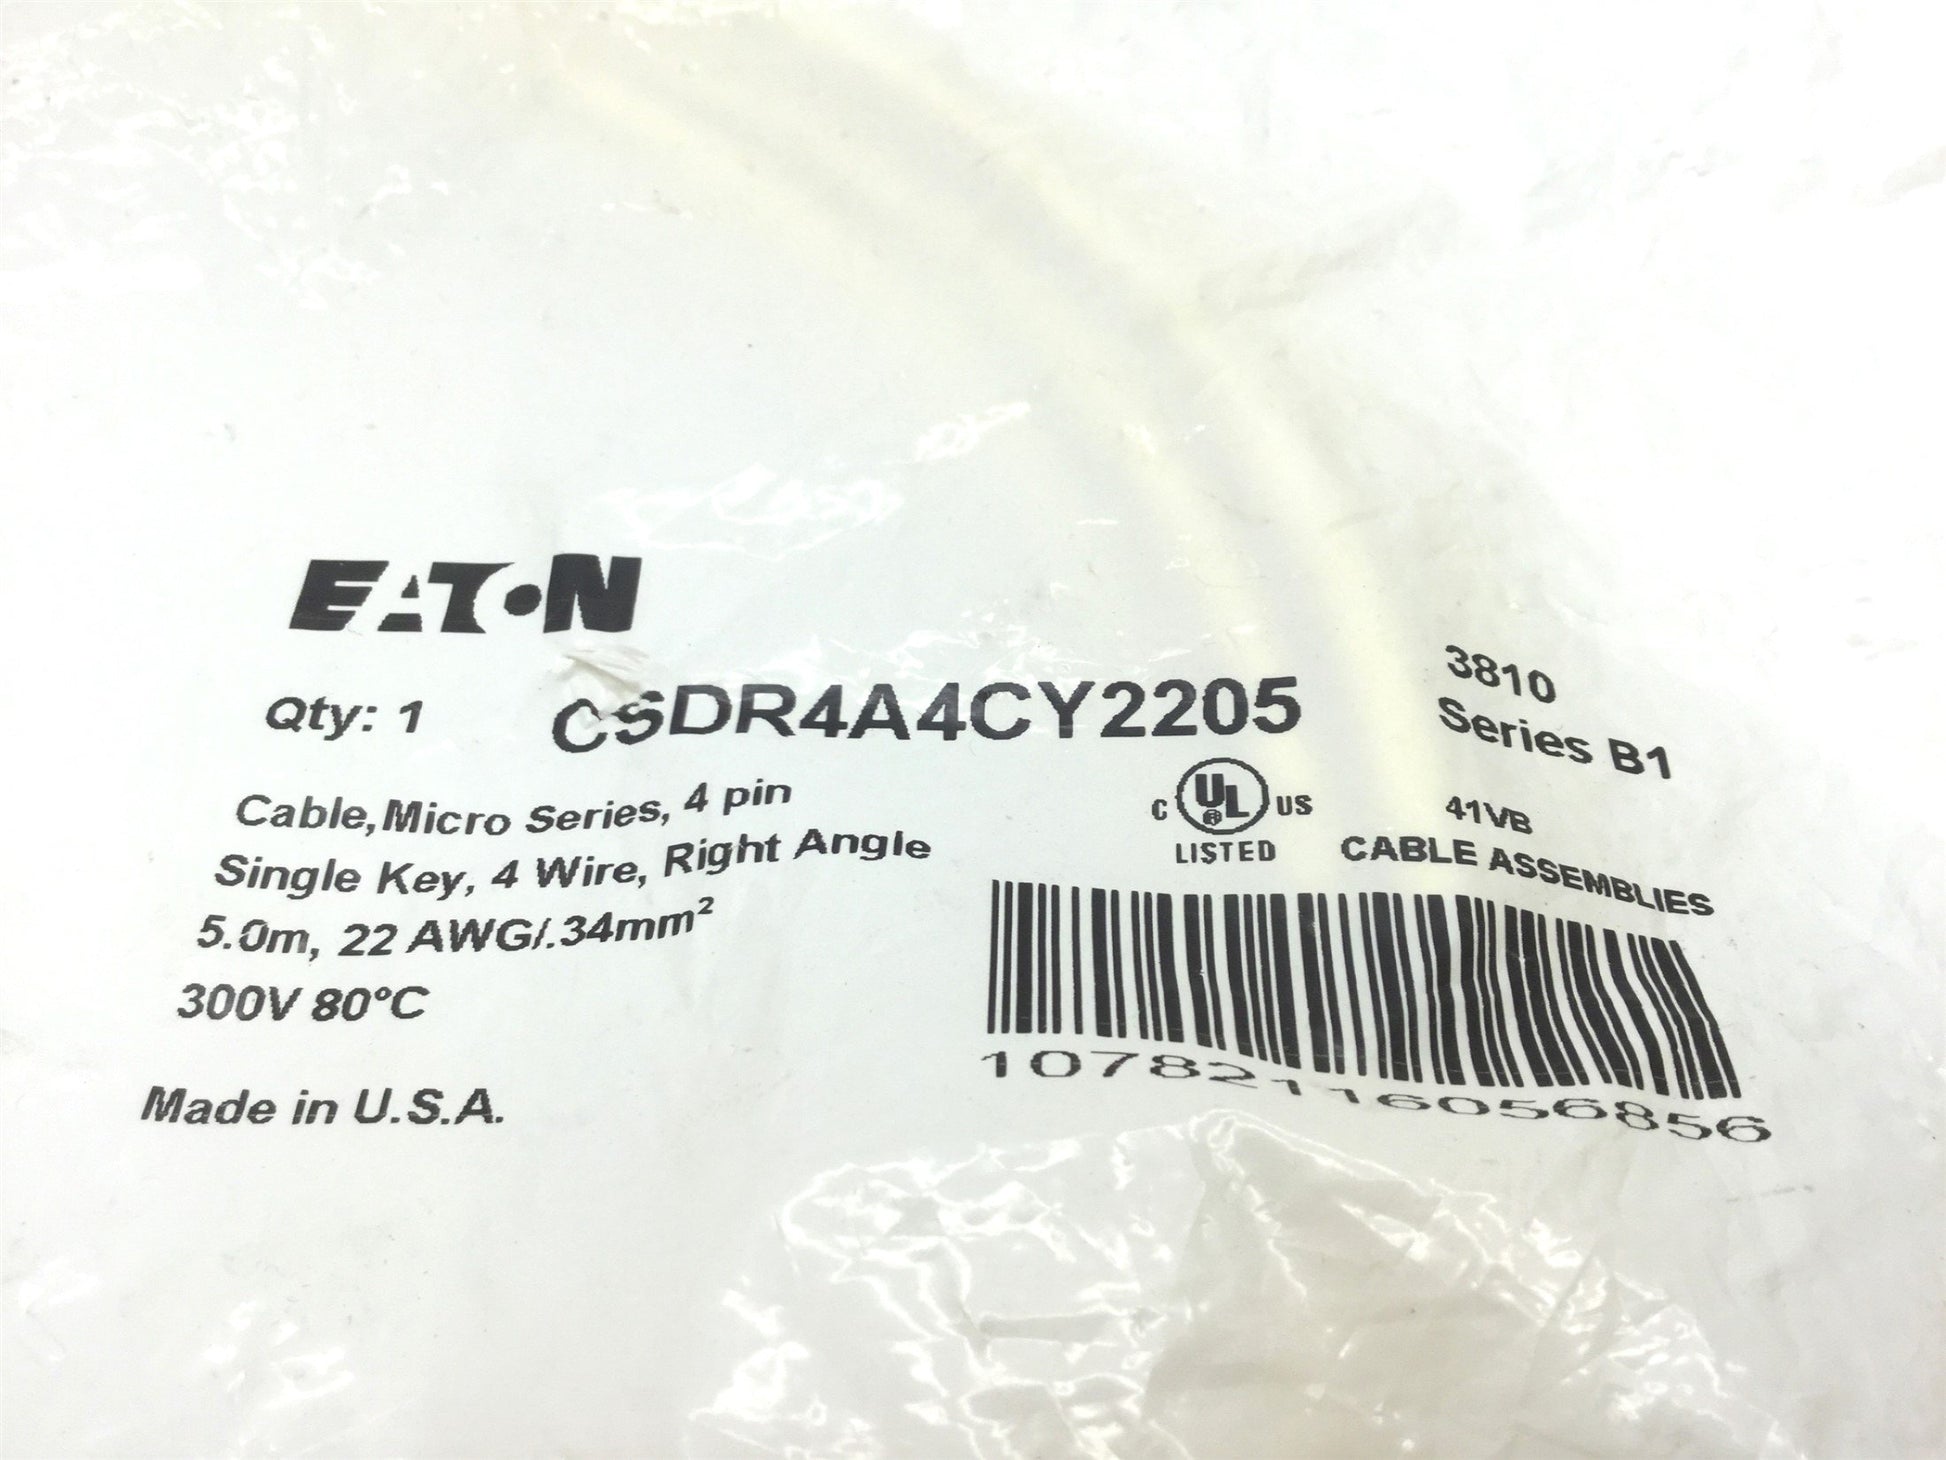 EATON
Qty: 1 CSDR4A4CY2205
3810
Series B1
Cable,Micro Series, 4 pin
Single Key, 4 Wire, Right Angle
5.0m, 22 AWG/.34mm²
300V 80°C
Made in U.S.A.
C UL® US
LISTED
41VB
CABLE ASSEMBLIES
10782116056856